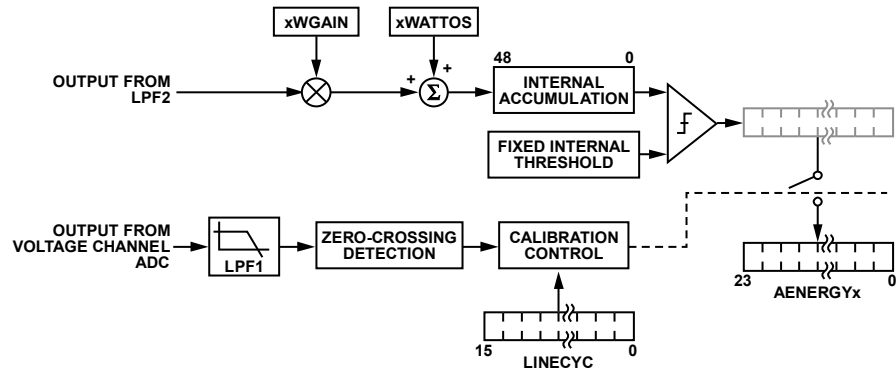 xWGAIN
xWATTOS
OUTPUT FROM
LPF2
+
+
Σ
48 0
INTERNAL
ACCUMULATION
FIXED INTERNAL
THRESHOLD
OUTPUT FROM
VOLTAGE CHANNEL
ADC
LPF1
ZERO-CROSSING
DETECTION
CALIBRATION
CONTROL
23 0
AENERGYx
15 0
LINECYC